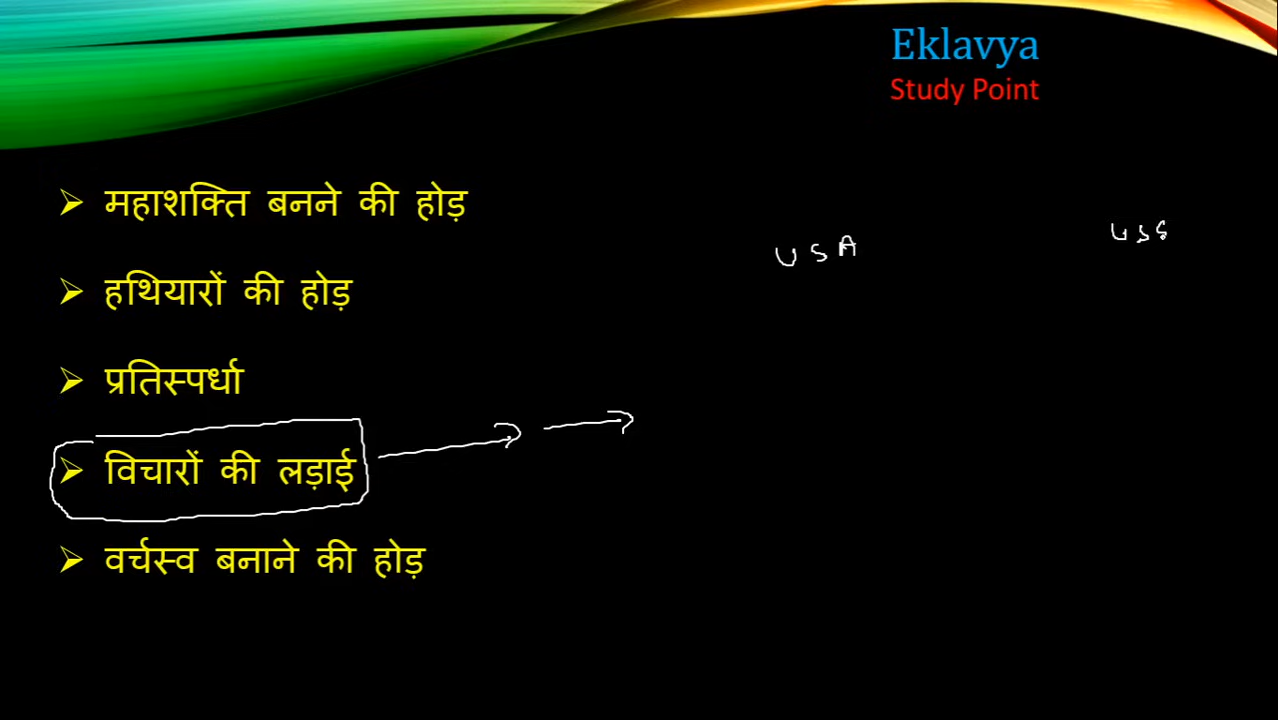 Eklavya
Study Point
महाशक्ति बनने की होड़
USA
USS
हथियारों की होड़
प्रतिस्पर्धा
विचारों की लड़ाई
वर्चस्व बनाने की होड़